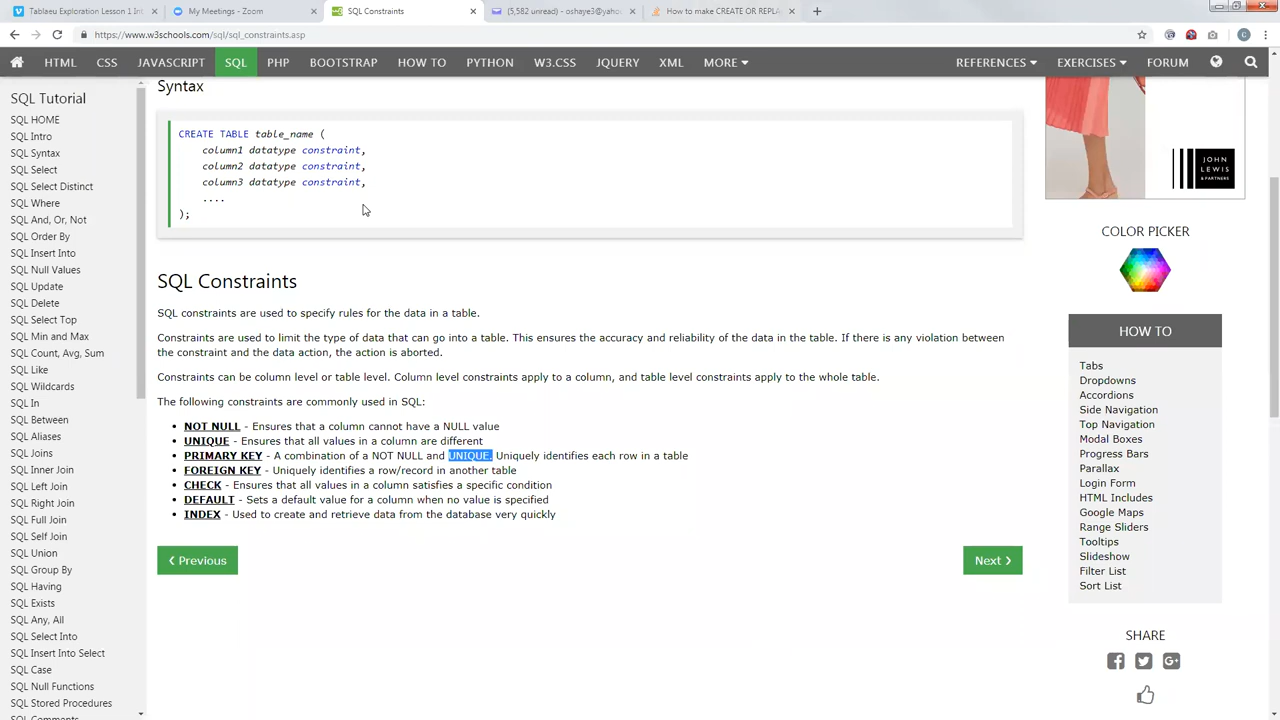 Tablaeu Exploration Lesson 1 Int
My Meetings - Zoom
SQL Constraints
(5,582 unread) - oshaye3@yaho
How to make CREATE OR REPLA
https://www.w3schools.com/sql/sql_constraints.asp
HTML CSS JAVASCRIPT SQL PHP BOOTSTRAP HOW TO PYTHON W3.CSS JQUERY XML MORE REFERENCES EXERCISES FORUM
SQL Tutorial
SQL HOME
SQL Intro
SQL Syntax
SQL Select
SQL Select Distinct
SQL Where
SQL And, Or, Not
SQL Order By
SQL Insert Into
SQL Null Values
SQL Update
SQL Delete
SQL Select Top
SQL Min and Max
SQL Count, Avg, Sum
SQL Like
SQL Wildcards
SQL In
SQL Between
SQL Aliases
SQL Joins
SQL Inner Join
SQL Left Join
SQL Right Join
SQL Full Join
SQL Self Join
SQL Union
SQL Group By
SQL Having
SQL Exists
SQL Any, All
SQL Select Into
SQL Insert Into Select
SQL Case
SQL Null Functions
SQL Stored Procedures
SQL Comments
Syntax
CREATE TABLE table_name (
column1 datatype constraint,
column2 datatype constraint,
column3 datatype constraint,
....
);
SQL Constraints
SQL constraints are used to specify rules for the data in a table.
Constraints are used to limit the type of data that can go into a table. This ensures the accuracy and reliability of the data in the table. If there is any violation between
the constraint and the data action, the action is aborted.
Constraints can be column level or table level. Column level constraints apply to a column, and table level constraints apply to the whole table.
The following constraints are commonly used in SQL:
• NOT NULL - Ensures that a column cannot have a NULL value
• UNIQUE - Ensures that all values in a column are different
• PRIMARY KEY - A combination of a NOT NULL and UNIQUE. Uniquely identifies each row in a table
• FOREIGN KEY - Uniquely identifies a row/record in another table
• CHECK - Ensures that all values in a column satisfies a specific condition
• DEFAULT - Sets a default value for a column when no value is specified
• INDEX - Used to create and retrieve data from the database very quickly
❮ Previous
Next ❯
JOHN LEWIS
& PARTNERS
COLOR PICKER
HOW TO
Tabs
Dropdowns
Accordions
Side Navigation
Top Navigation
Modal Boxes
Progress Bars
Parallax
Login Form
HTML Includes
Google Maps
Range Sliders
Tooltips
Slideshow
Filter List
Sort List
SHARE